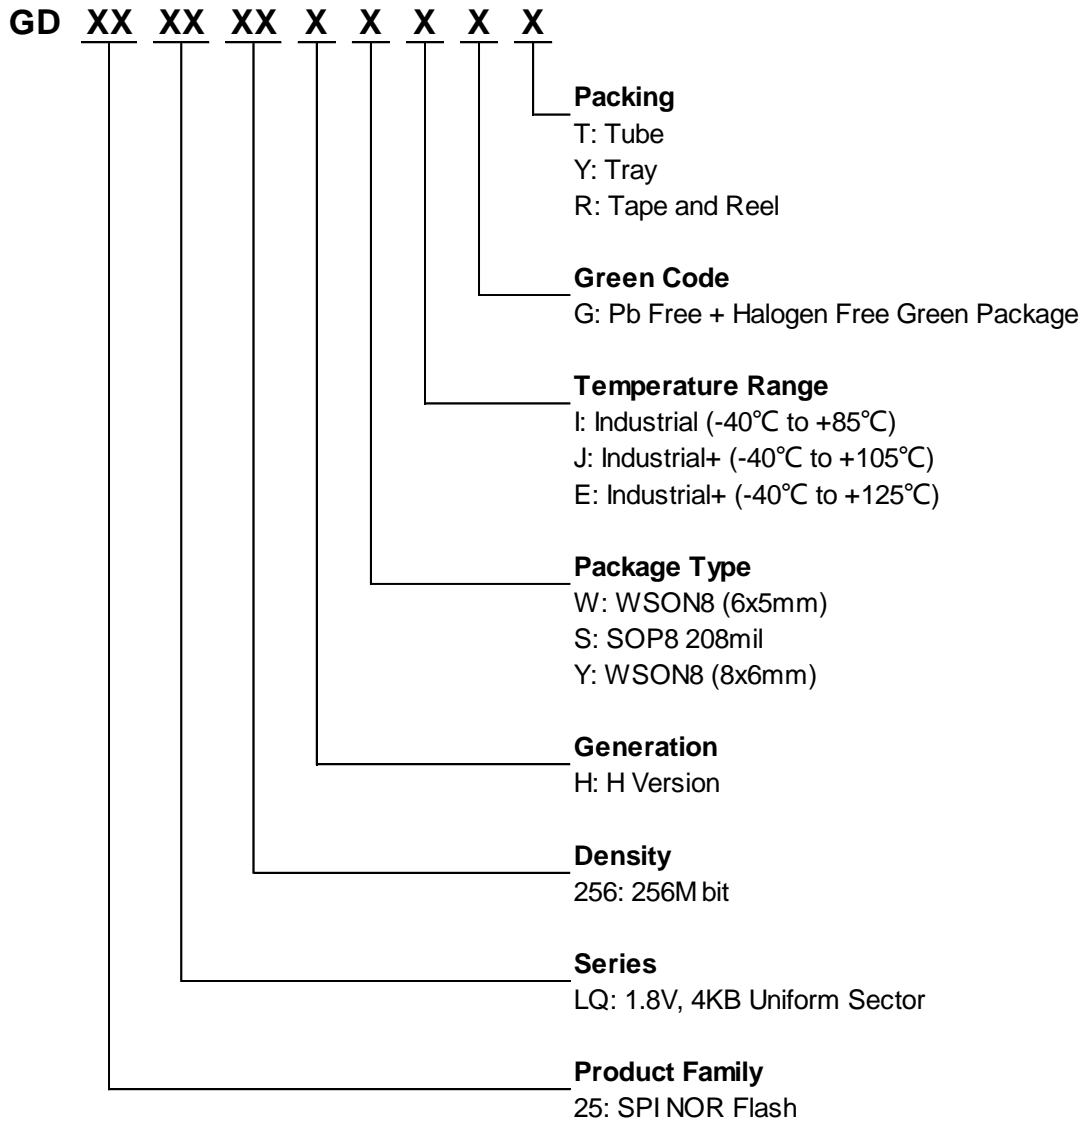 GD XX XX XX X X X X X
Packing
T: Tube
Y: Tray
R: Tape and Reel
Green Code
G: Pb Free + Halogen Free Green Package
Temperature Range
I: Industrial (-40℃ to +85℃)
J: Industrial+ (-40℃ to +105℃)
E: Industrial+ (-40℃ to +125℃)
Package Type
W: WSON8 (6x5mm)
S: SOP8 208mil
Y: WSON8 (8x6mm)
Generation
H: H Version
Density
256: 256M bit
Series
LQ: 1.8V, 4KB Uniform Sector
Product Family
25: SPI NOR Flash